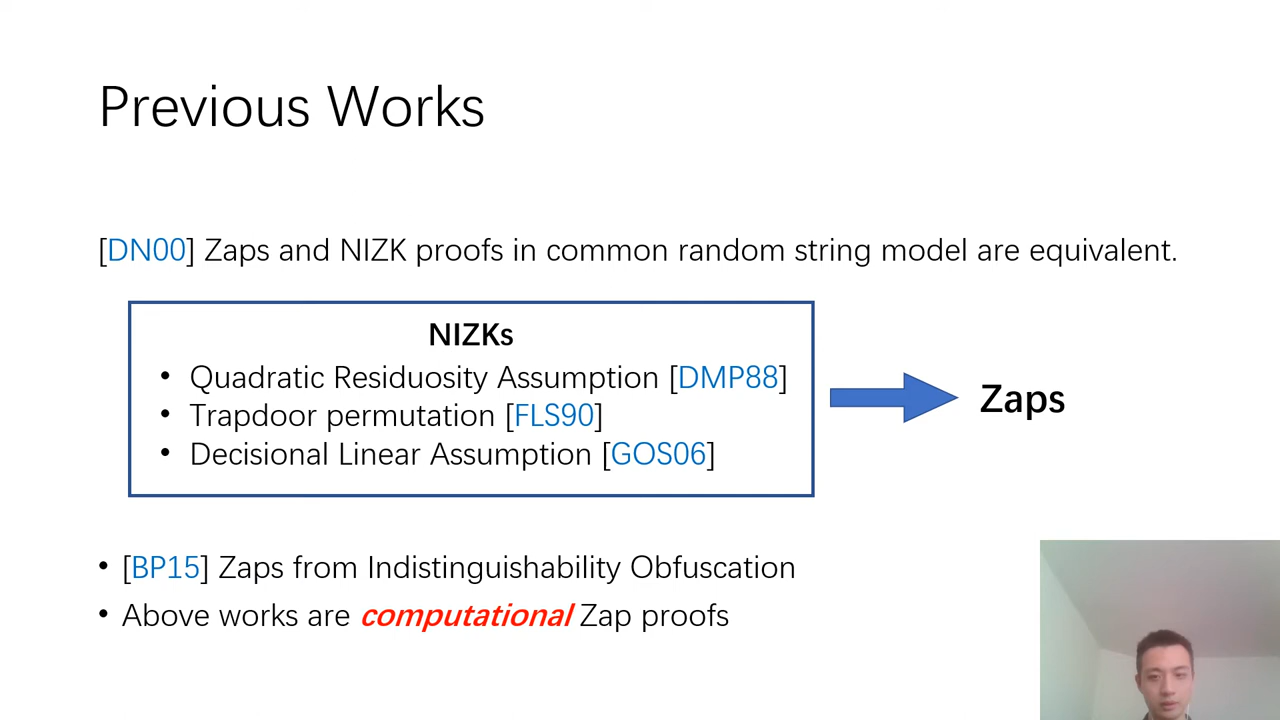 Previous Works
[DN00] Zaps and NIZK proofs in common random string model are equivalent.
NIZKs
• Quadratic Residuosity Assumption [DMP88]
• Trapdoor permutation [FLS90]
• Decisional Linear Assumption [GOS06]
Zaps
• [BP15] Zaps from Indistinguishability Obfuscation
• Above works are computational Zap proofs